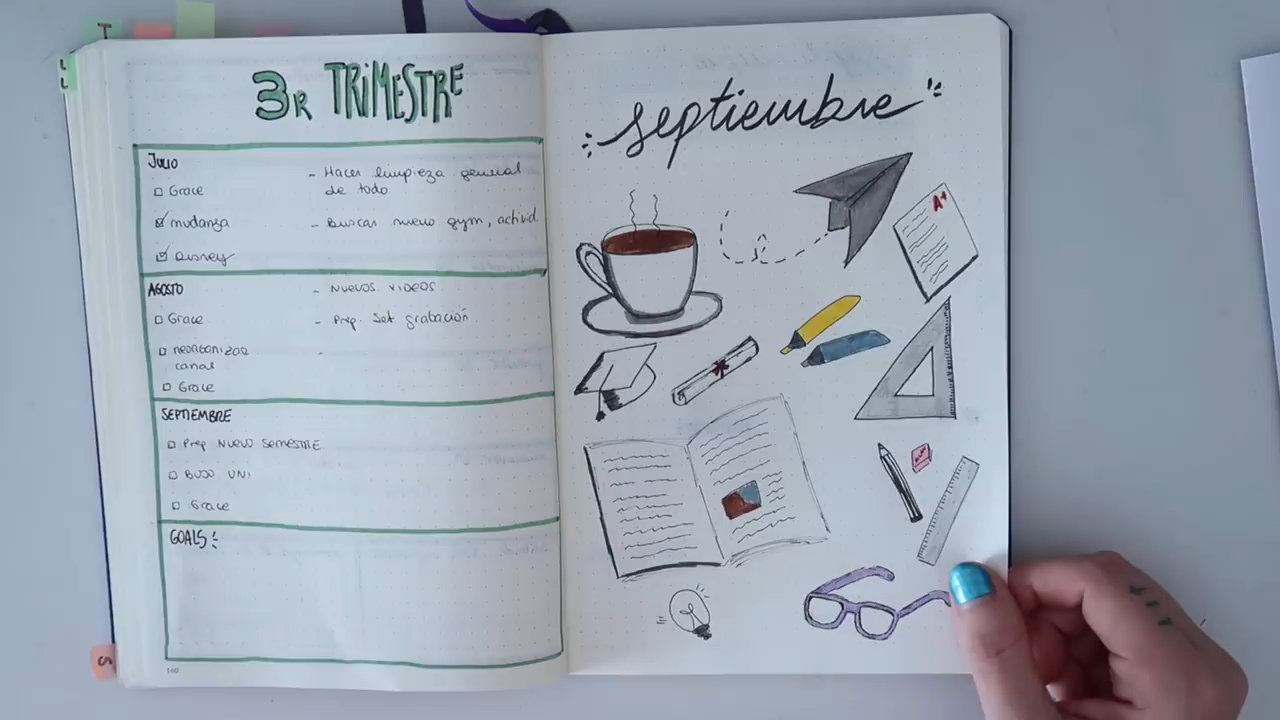 T
L
L
3R TRIMESTRE
JULIO
Grace
mudanza
DISNEY
- Hacer limpieza general
de todo
- Buscar nuevo gym, activid.
AGOSTO
Grace
reorganizar
canal
Grace
- NUEVOS VIDEOS
- Prep. Set grabación
-
SEPTIEMBRE
Prep NUEVO SEMESTRE
BUJO UNI
Grace
GOALS:
S
160
septiembre
A+